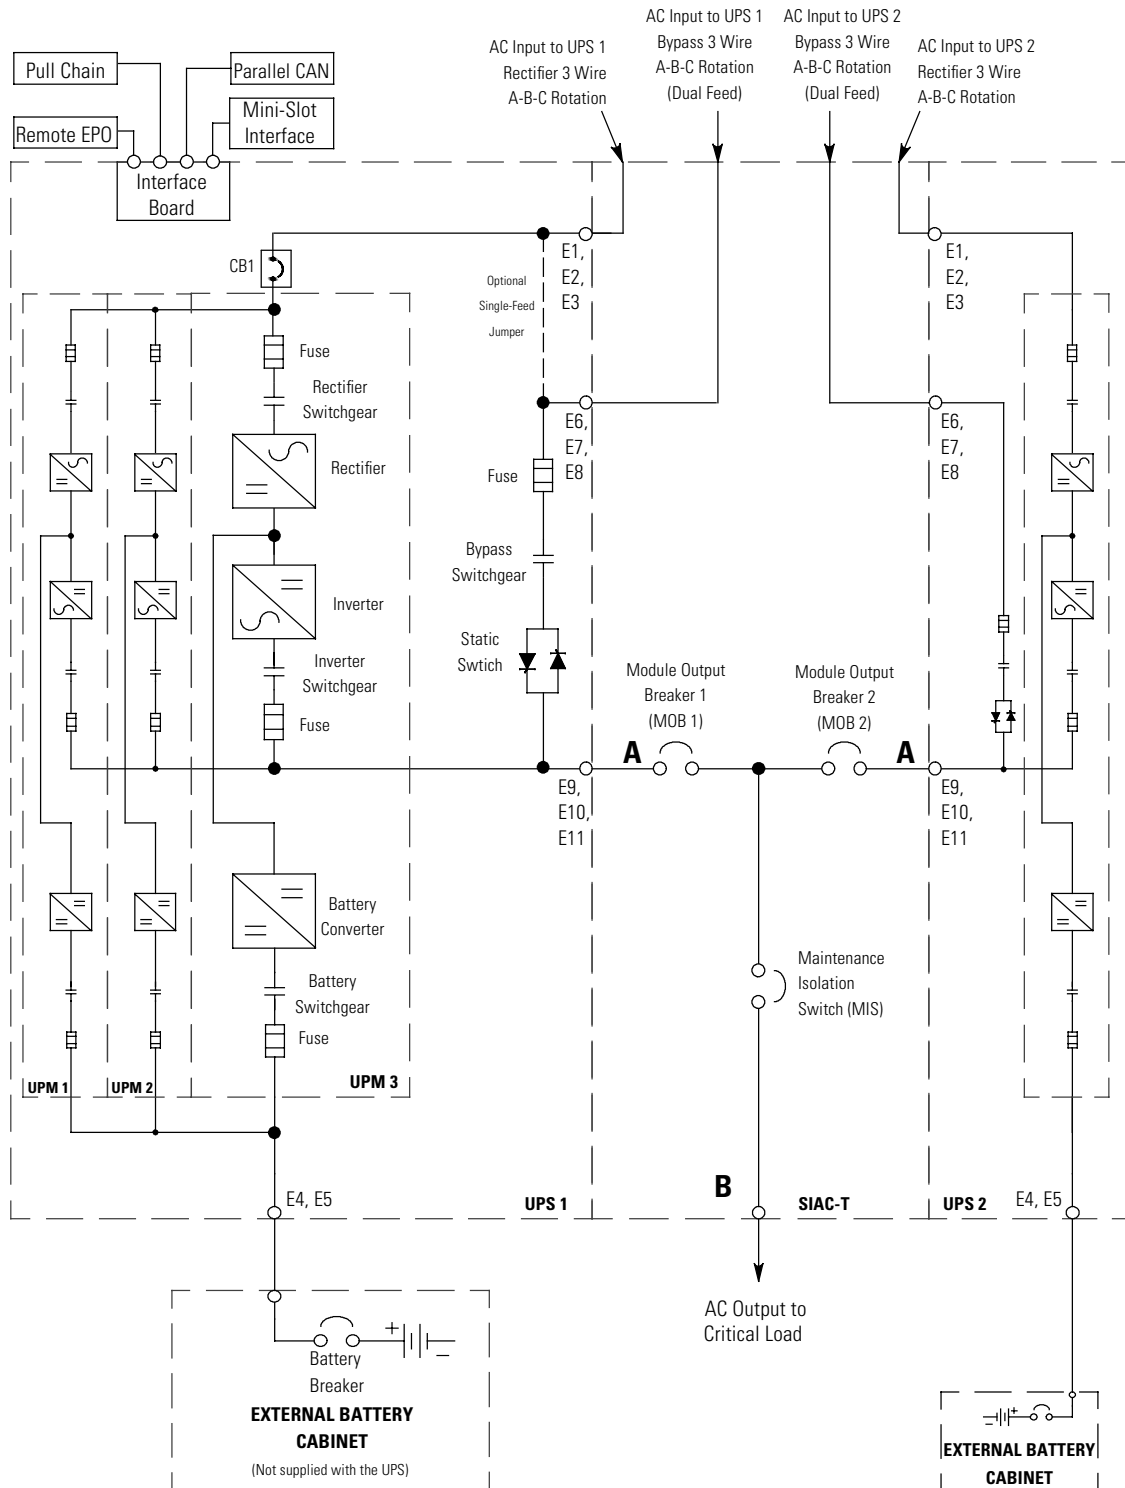 AC Input to UPS 1
Bypass 3 Wire
A-B-C Rotation
(Dual Feed)
AC Input to UPS 2
Bypass 3 Wire
A-B-C Rotation
(Dual Feed)
AC Input to UPS 1
Rectifier 3 Wire
A-B-C Rotation
AC Input to UPS 2
Rectifier 3 Wire
A-B-C Rotation
Pull Chain
Parallel CAN
Remote EPO
Mini-Slot
Interface
Interface
Board
CB1
E1,
E2,
E3
Optional
Single-Feed
Jumper
E1,
E2,
E3
Fuse
Rectifier
Switchgear
Rectifier
E6,
E7,
E8
Fuse
E6,
E7,
E8
Bypass
Switchgear
Inverter
Static
Swtich
Inverter
Switchgear
Fuse
Module Output
Breaker 1
(MOB 1)
Module Output
Breaker 2
(MOB 2)
A
A
E9,
E10,
E11
E9,
E10,
E11
Battery
Converter
Battery
Switchgear
Fuse
Maintenance
Isolation
Switch (MIS)
UPM 1
UPM 2
UPM 3
E4, E5
UPS 1
B
SIAC-T
UPS 2
E4, E5
AC Output to
Critical Load
+
–
Battery
Breaker
EXTERNAL BATTERY
CABINET
(Not supplied with the UPS)
–
+
EXTERNAL BATTERY
CABINET